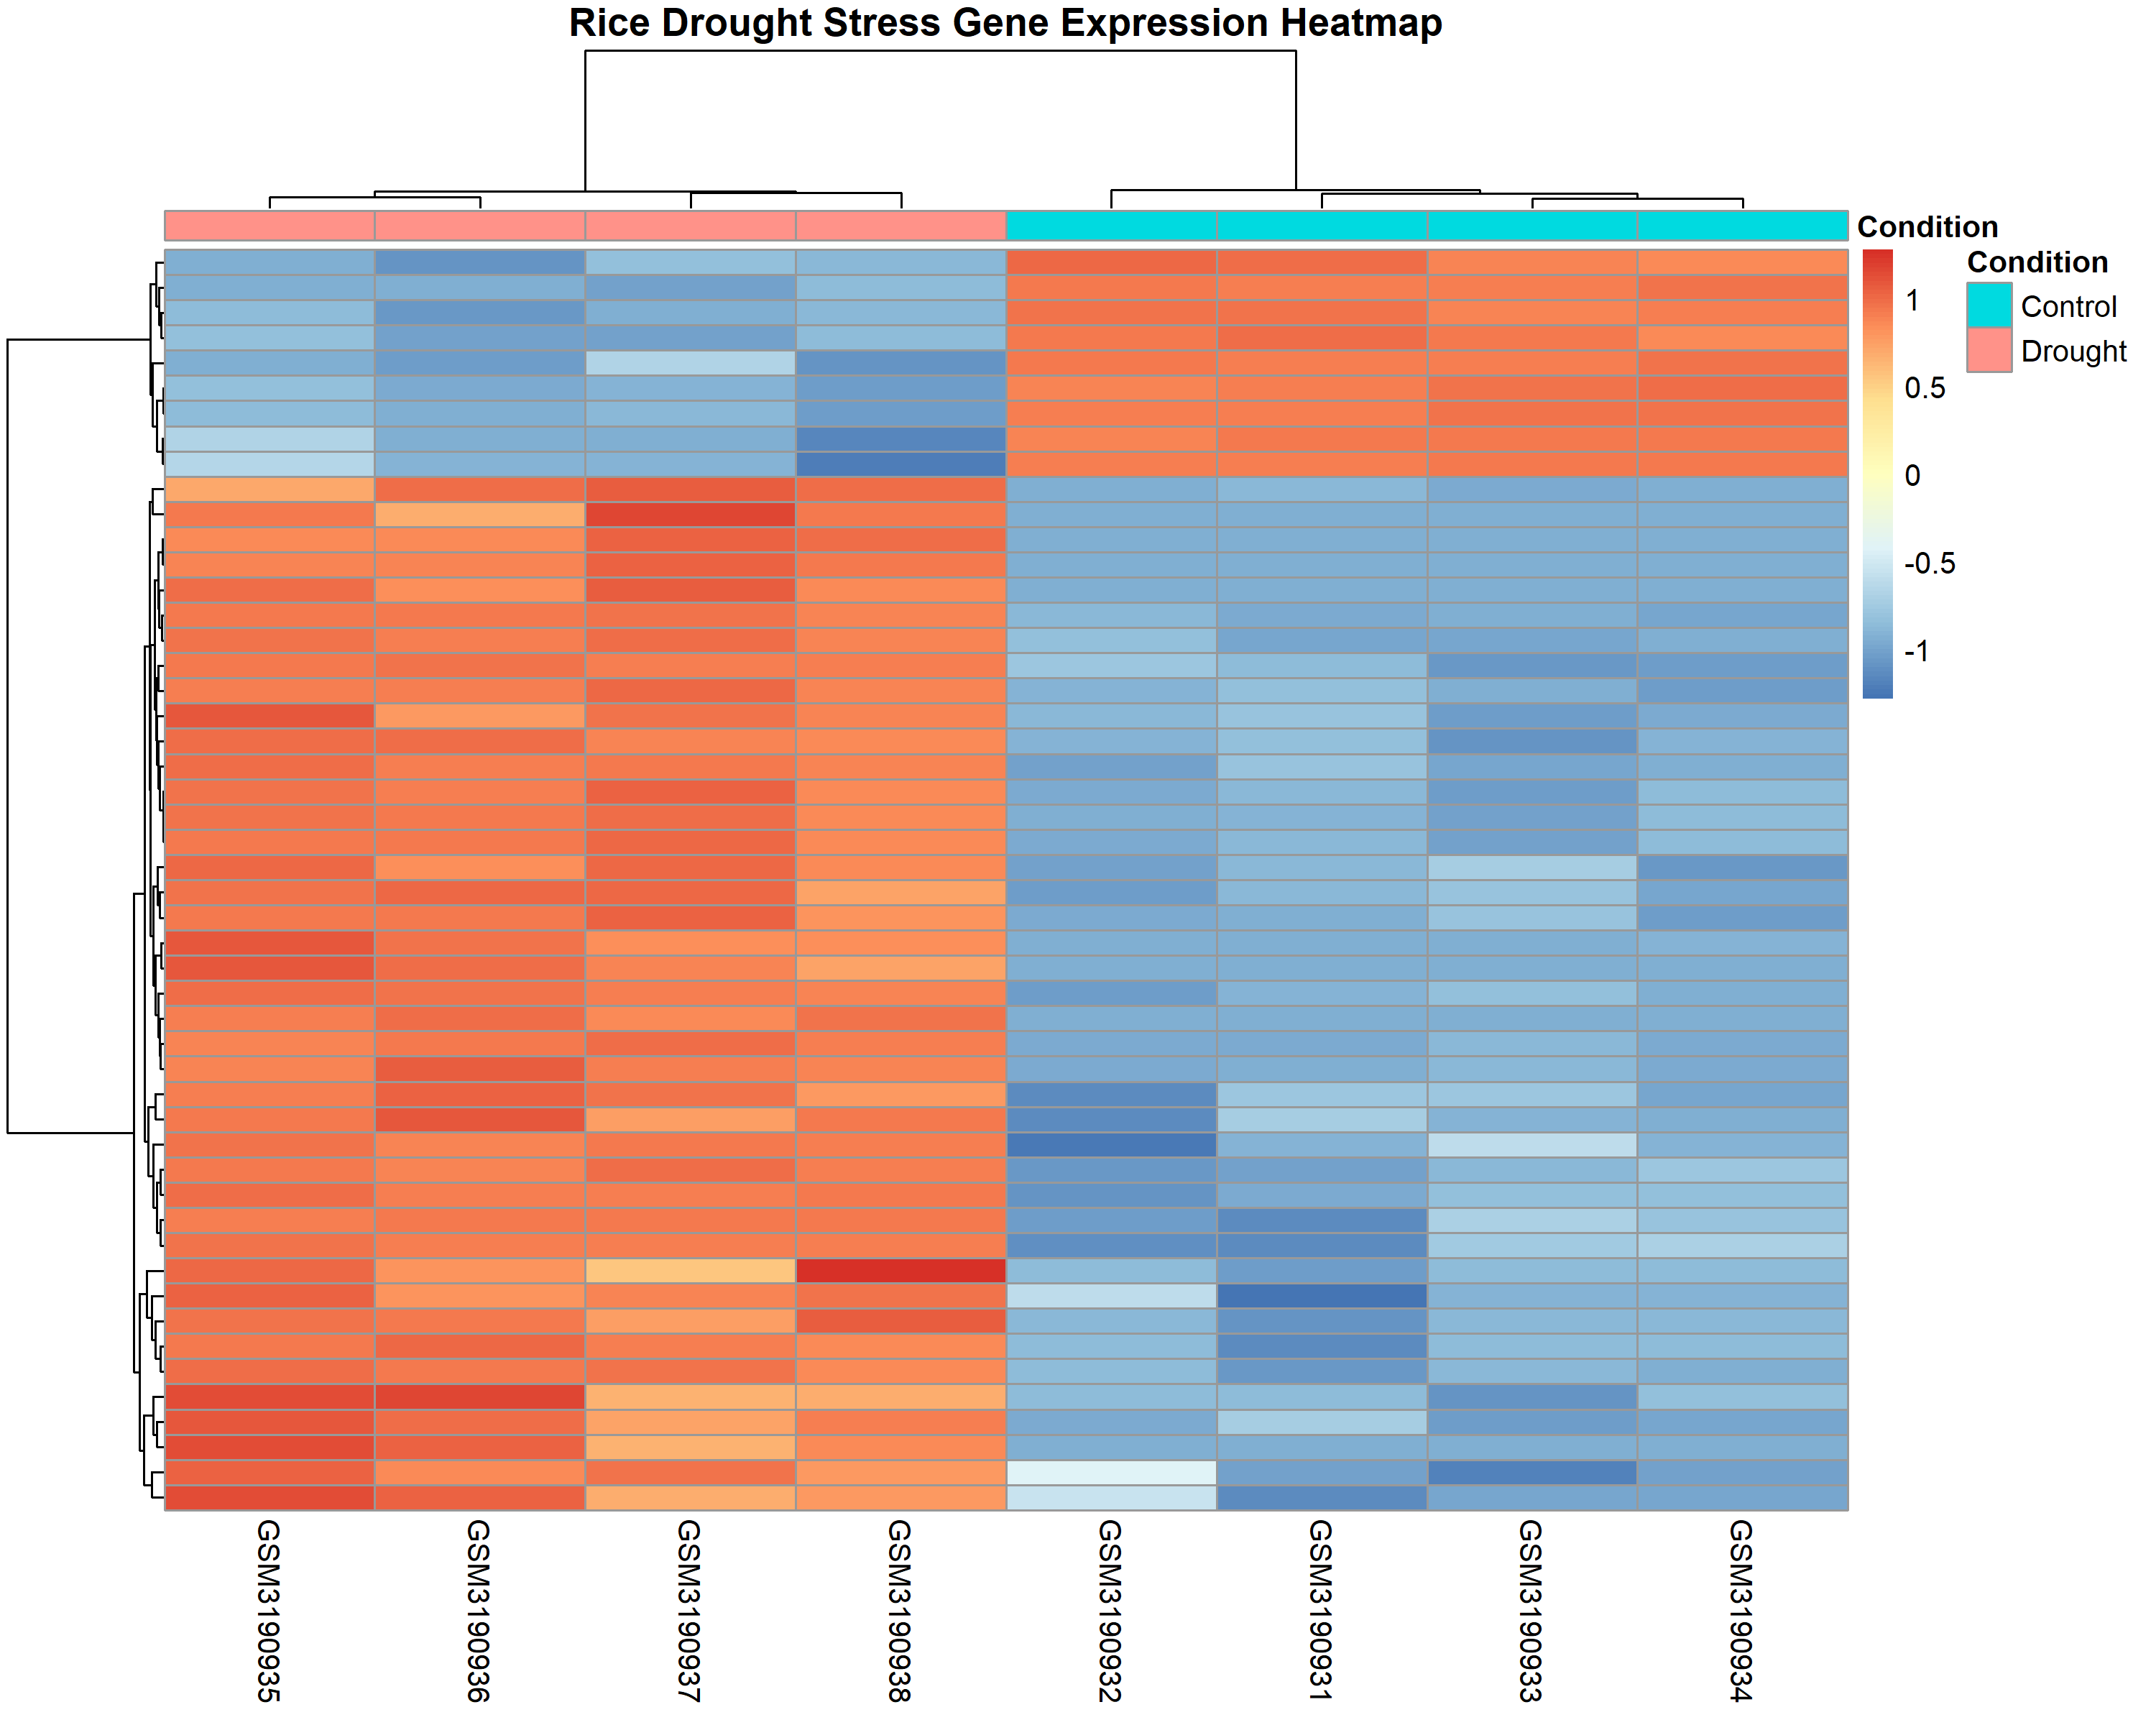 Rice Drought Stress Gene Expression Heatmap
Condition
1
0.5
0
-0.5
-1
Condition
Control
Drought
GSM3190935
GSM3190936
GSM3190937
GSM3190938
GSM3190932
GSM3190931
GSM3190933
GSM3190934